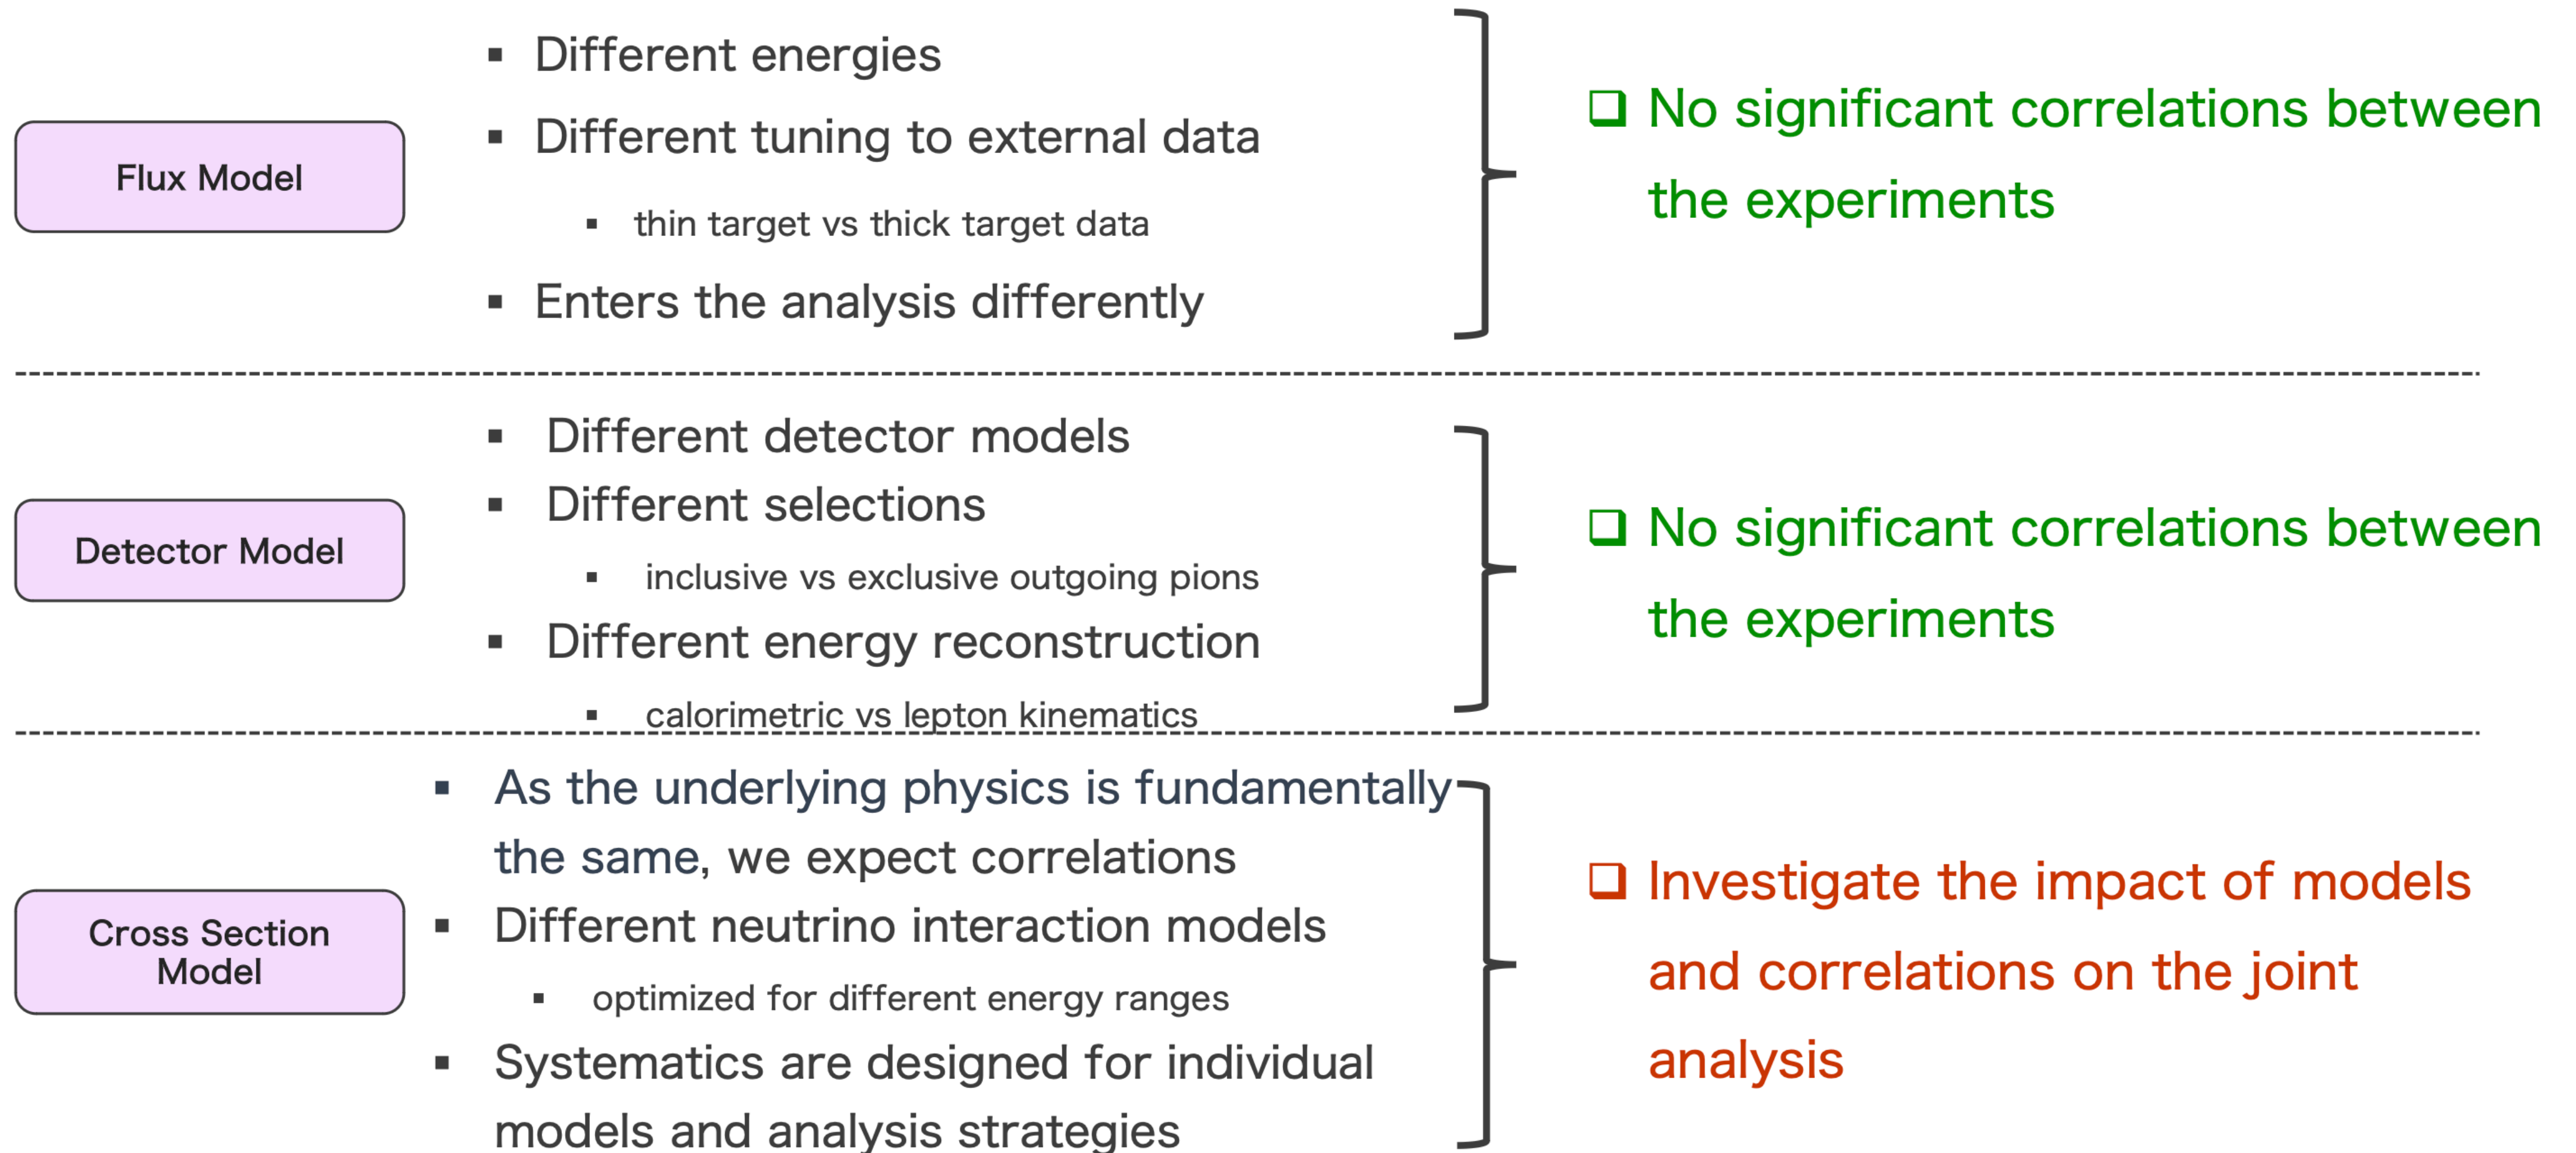 Flux Model
▪ Different energies
▪ Different tuning to external data
▪ thin target vs thick target data
▪ Enters the analysis differently
❑ No significant correlations between
the experiments
Detector Model
▪ Different detector models
▪ Different selections
▪ inclusive vs exclusive outgoing pions
▪ Different energy reconstruction
▪ calorimetric vs lepton kinematics
❑ No significant correlations between
the experiments
Cross Section
Model
▪ As the underlying physics is fundamentally
the same, we expect correlations
▪ Different neutrino interaction models
▪ optimized for different energy ranges
▪ Systematics are designed for individual
models and analysis strategies
❑ Investigate the impact of models
and correlations on the joint
analysis